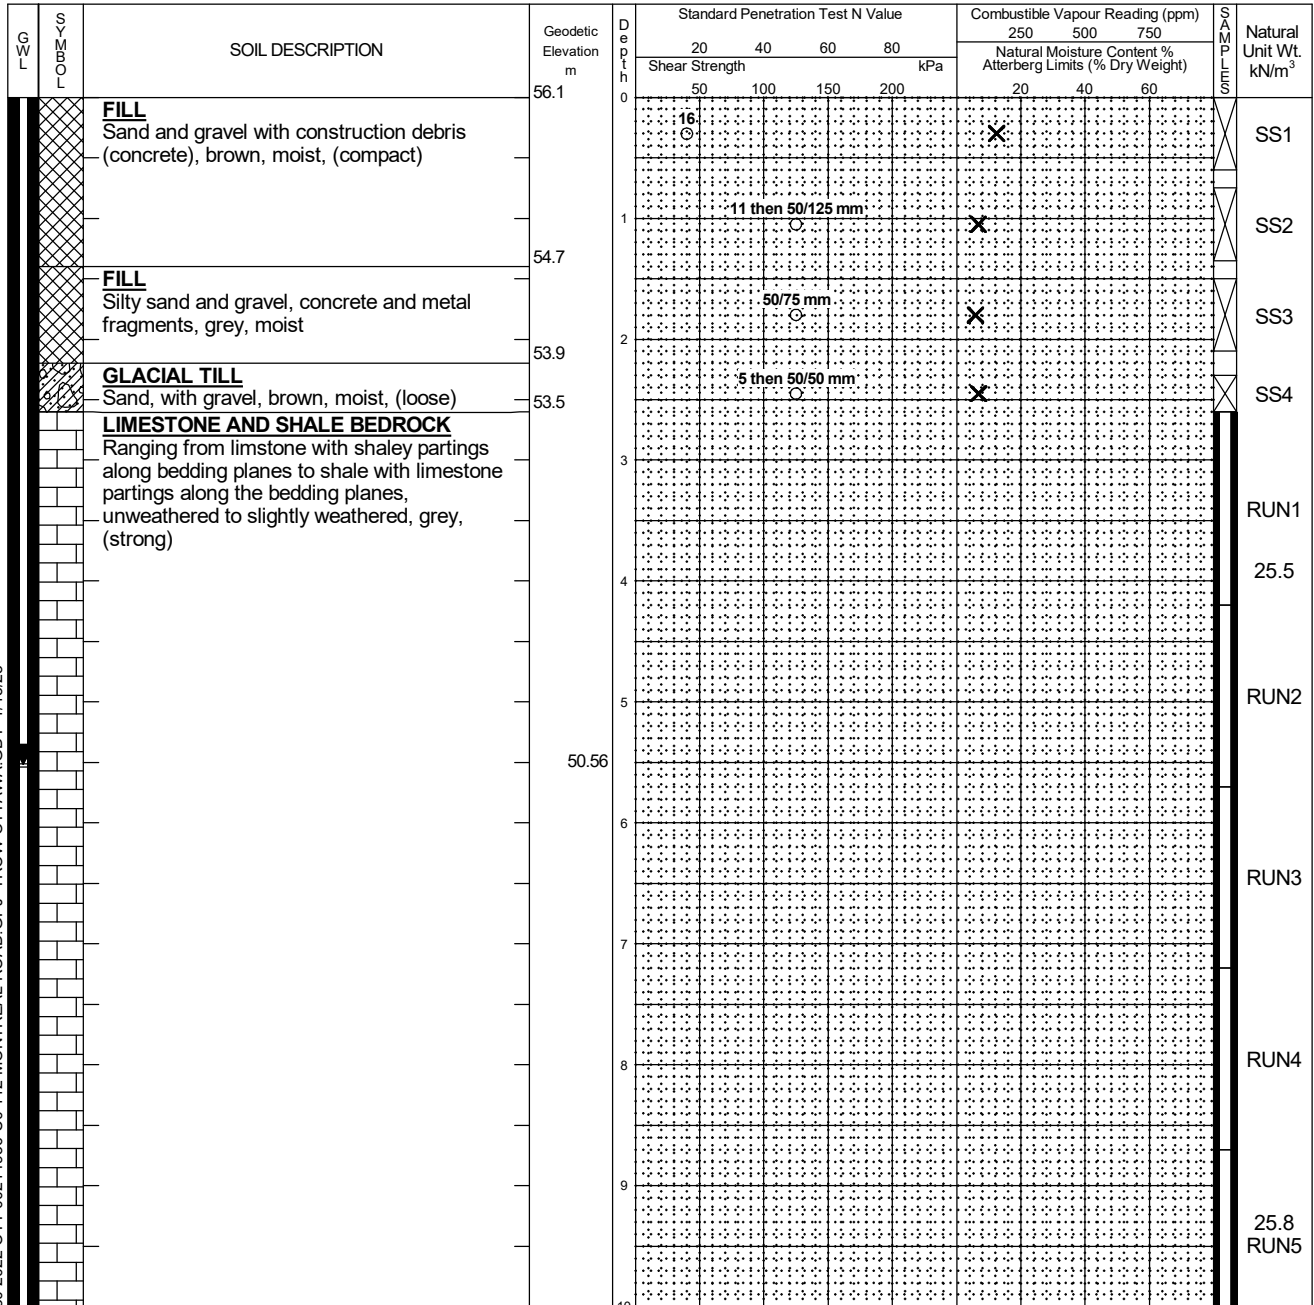 GWL
SYMBOL
SOIL DESCRIPTION
Geodetic
Elevation
m
Depth
Standard Penetration Test N Value
20 40 60 80
Shear Strength kPa
50 100 150 200
Combustible Vapour Reading (ppm)
250 500 750
Natural Moisture Content %
Atterberg Limits (% Dry Weight)
20 40 60
SAMPLES
Natural
Unit Wt.
kN/m³
56.1
0
FILL
Sand and gravel with construction debris
(concrete), brown, moist, (compact)
16
SS1
11 then 50/125 mm
1
SS2
54.7
FILL
Silty sand and gravel, concrete and metal
fragments, grey, moist
50/75 mm
SS3
2
53.9
GLACIAL TILL
Sand, with gravel, brown, moist, (loose)
5 then 50/50 mm
SS4
53.5
LIMESTONE AND SHALE BEDROCK
Ranging from limstone with shaley partings
along bedding planes to shale with limestone
partings along the bedding planes,
unweathered to slightly weathered, grey,
(strong)
3
RUN1
25.5
4
RUN2
5
50.56
6
RUN3
7
RUN4
8
9
25.8
RUN5
10